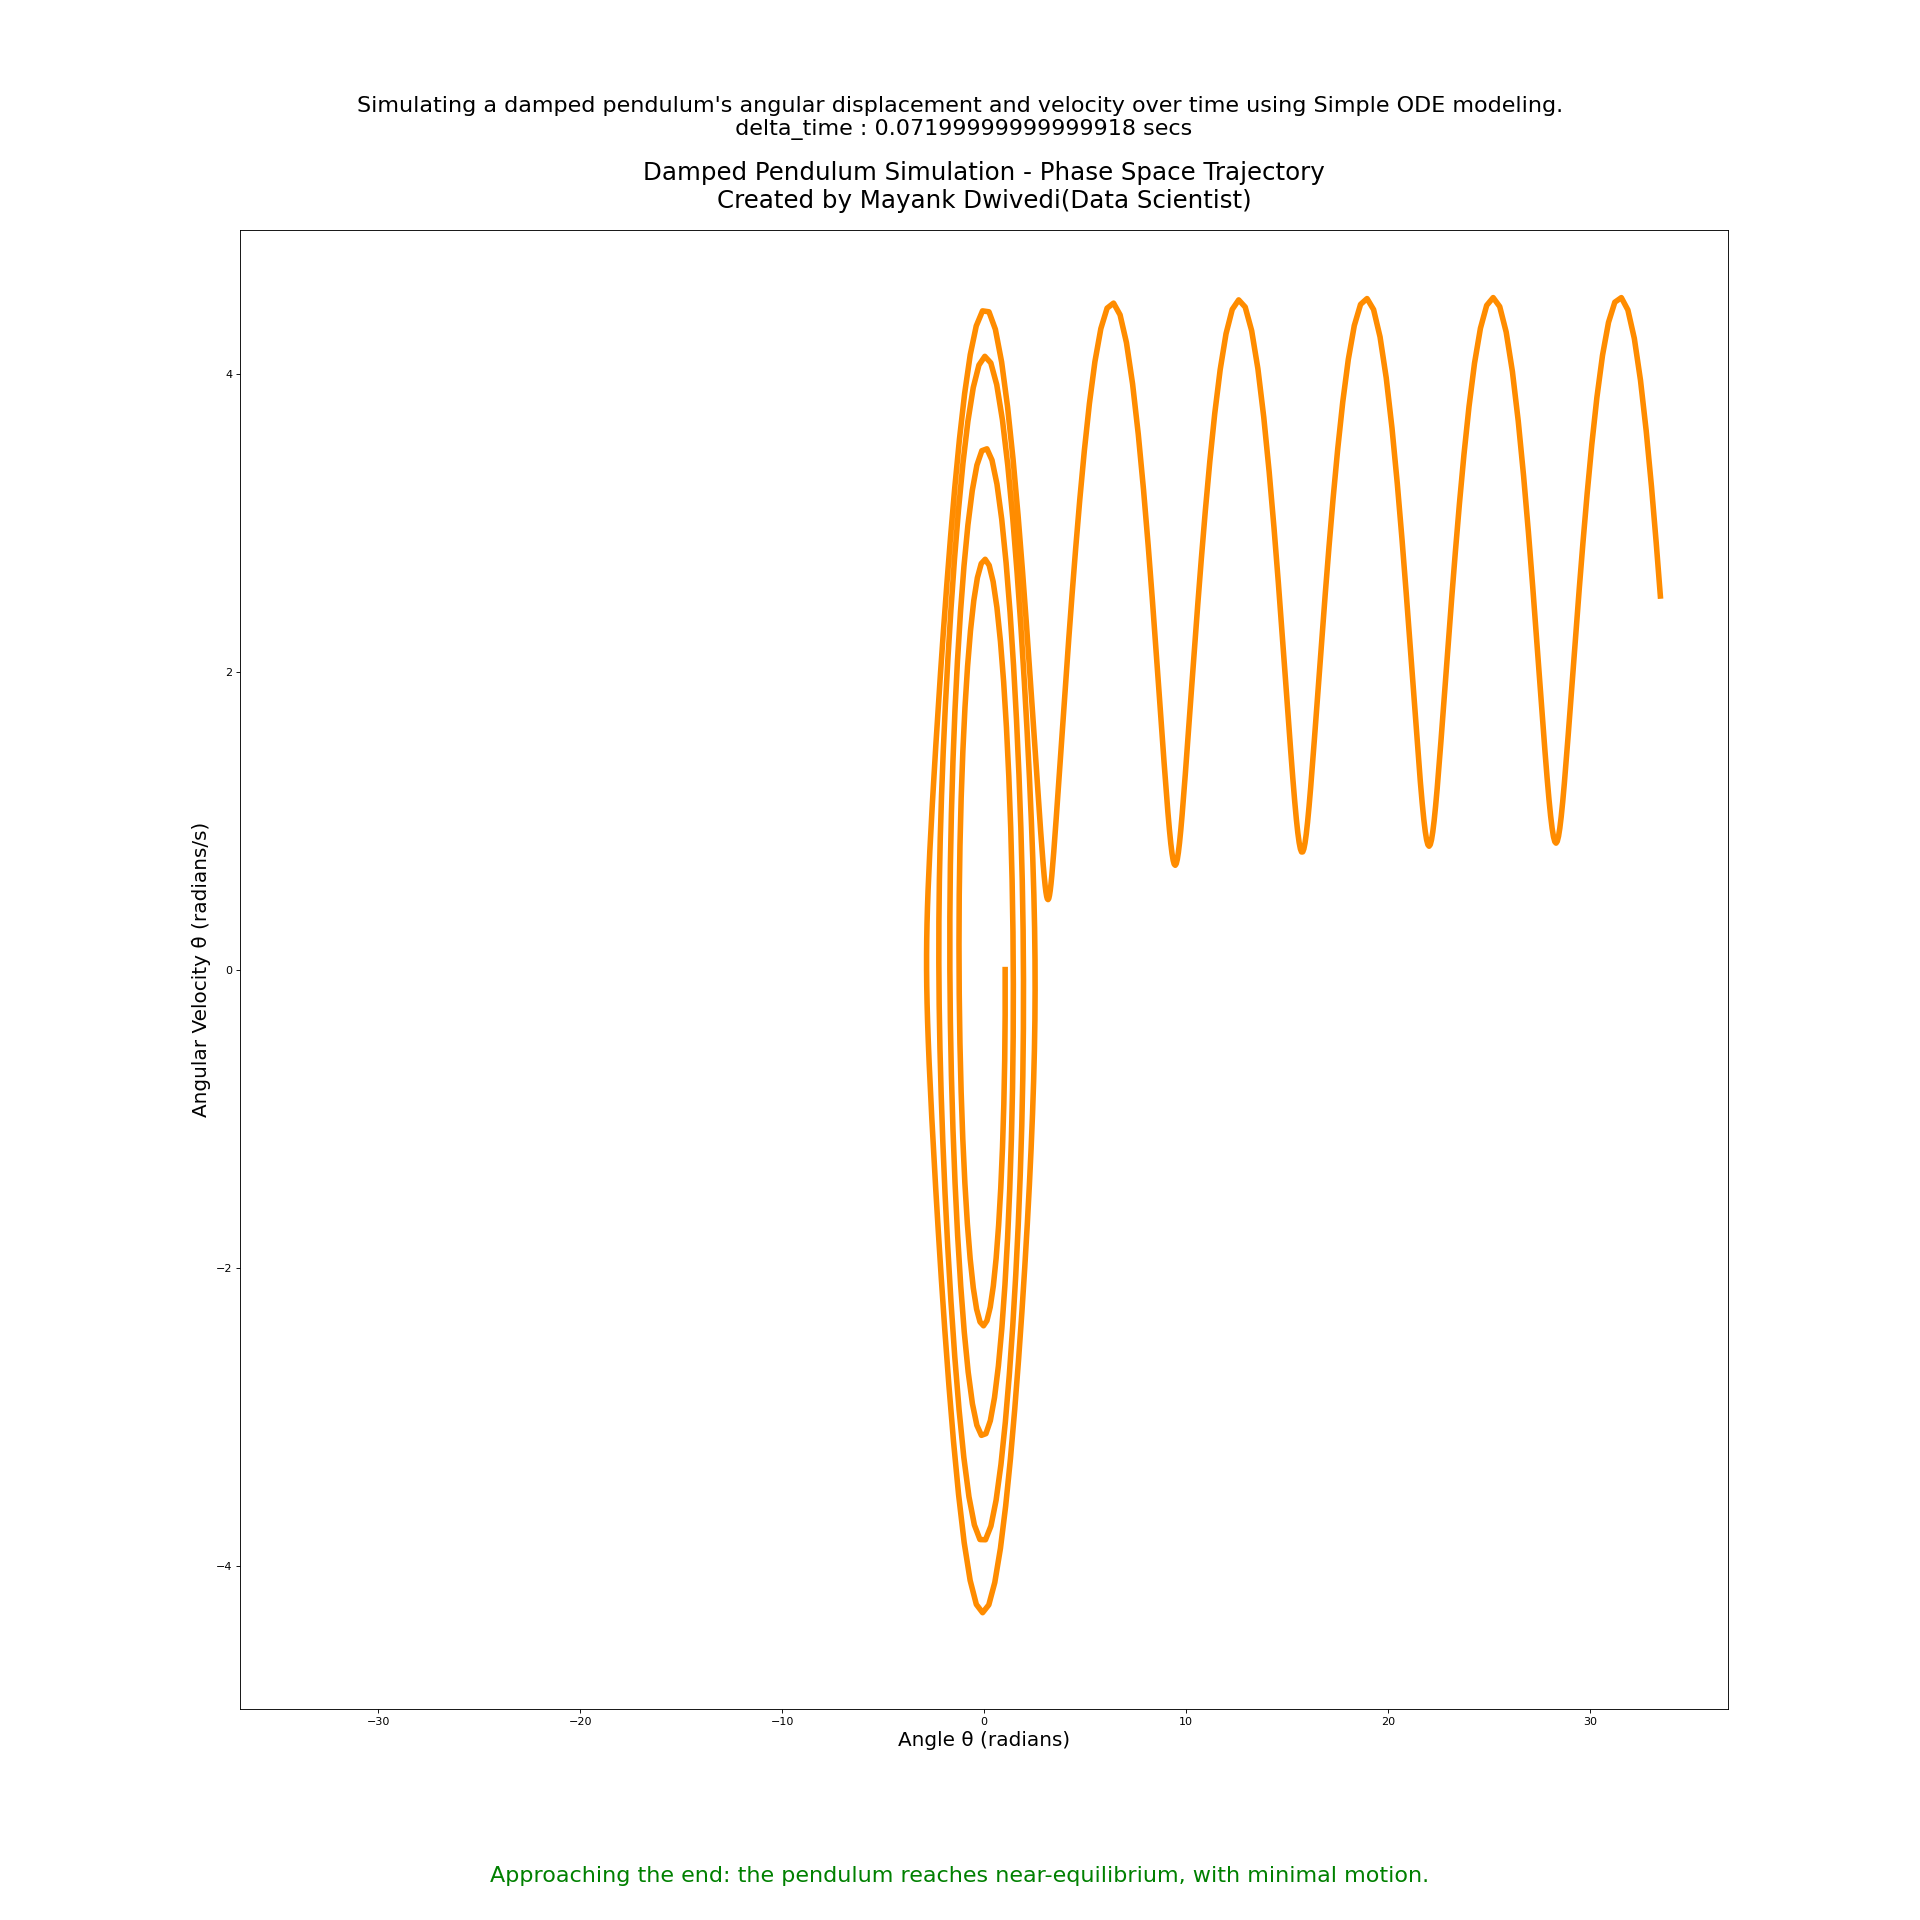 Simulating a damped pendulum's angular displacement and velocity over time using Simple ODE modeling.
delta_time : 0.07199999999999918 secs
Damped Pendulum Simulation - Phase Space Trajectory
Created by Mayank Dwivedi(Data Scientist)
Angular Velocity θ (radians/s)
4
2
0
−2
−4
−30
−20
−10
0
10
20
30
Angle θ (radians)
Approaching the end: the pendulum reaches near-equilibrium, with minimal motion.